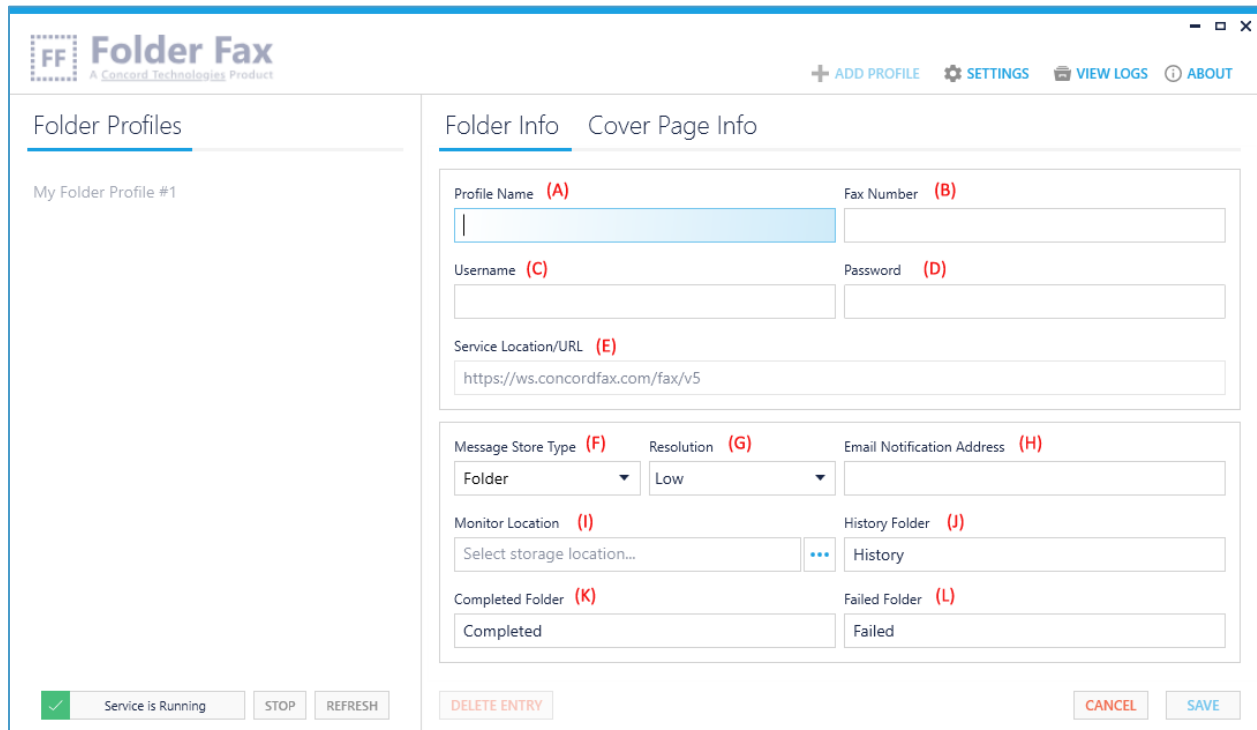 FF Folder Fax
A Concord Technologies Product
ADD PROFILE SETTINGS VIEW LOGS ABOUT
Folder Profiles
My Folder Profile #1
Service is Running STOP REFRESH
Folder Info Cover Page Info
Profile Name (A) Fax Number (B)
Username (C) Password (D)
Service Location/URL (E)
https://ws.concordfax.com/fax/v5
Message Store Type (F) Resolution (G) Email Notification Address (H)
Folder Low
Monitor Location (I) History Folder (J)
Select storage location... History
Completed Folder (K) Failed Folder (L)
Completed Failed
DELETE ENTRY CANCEL SAVE